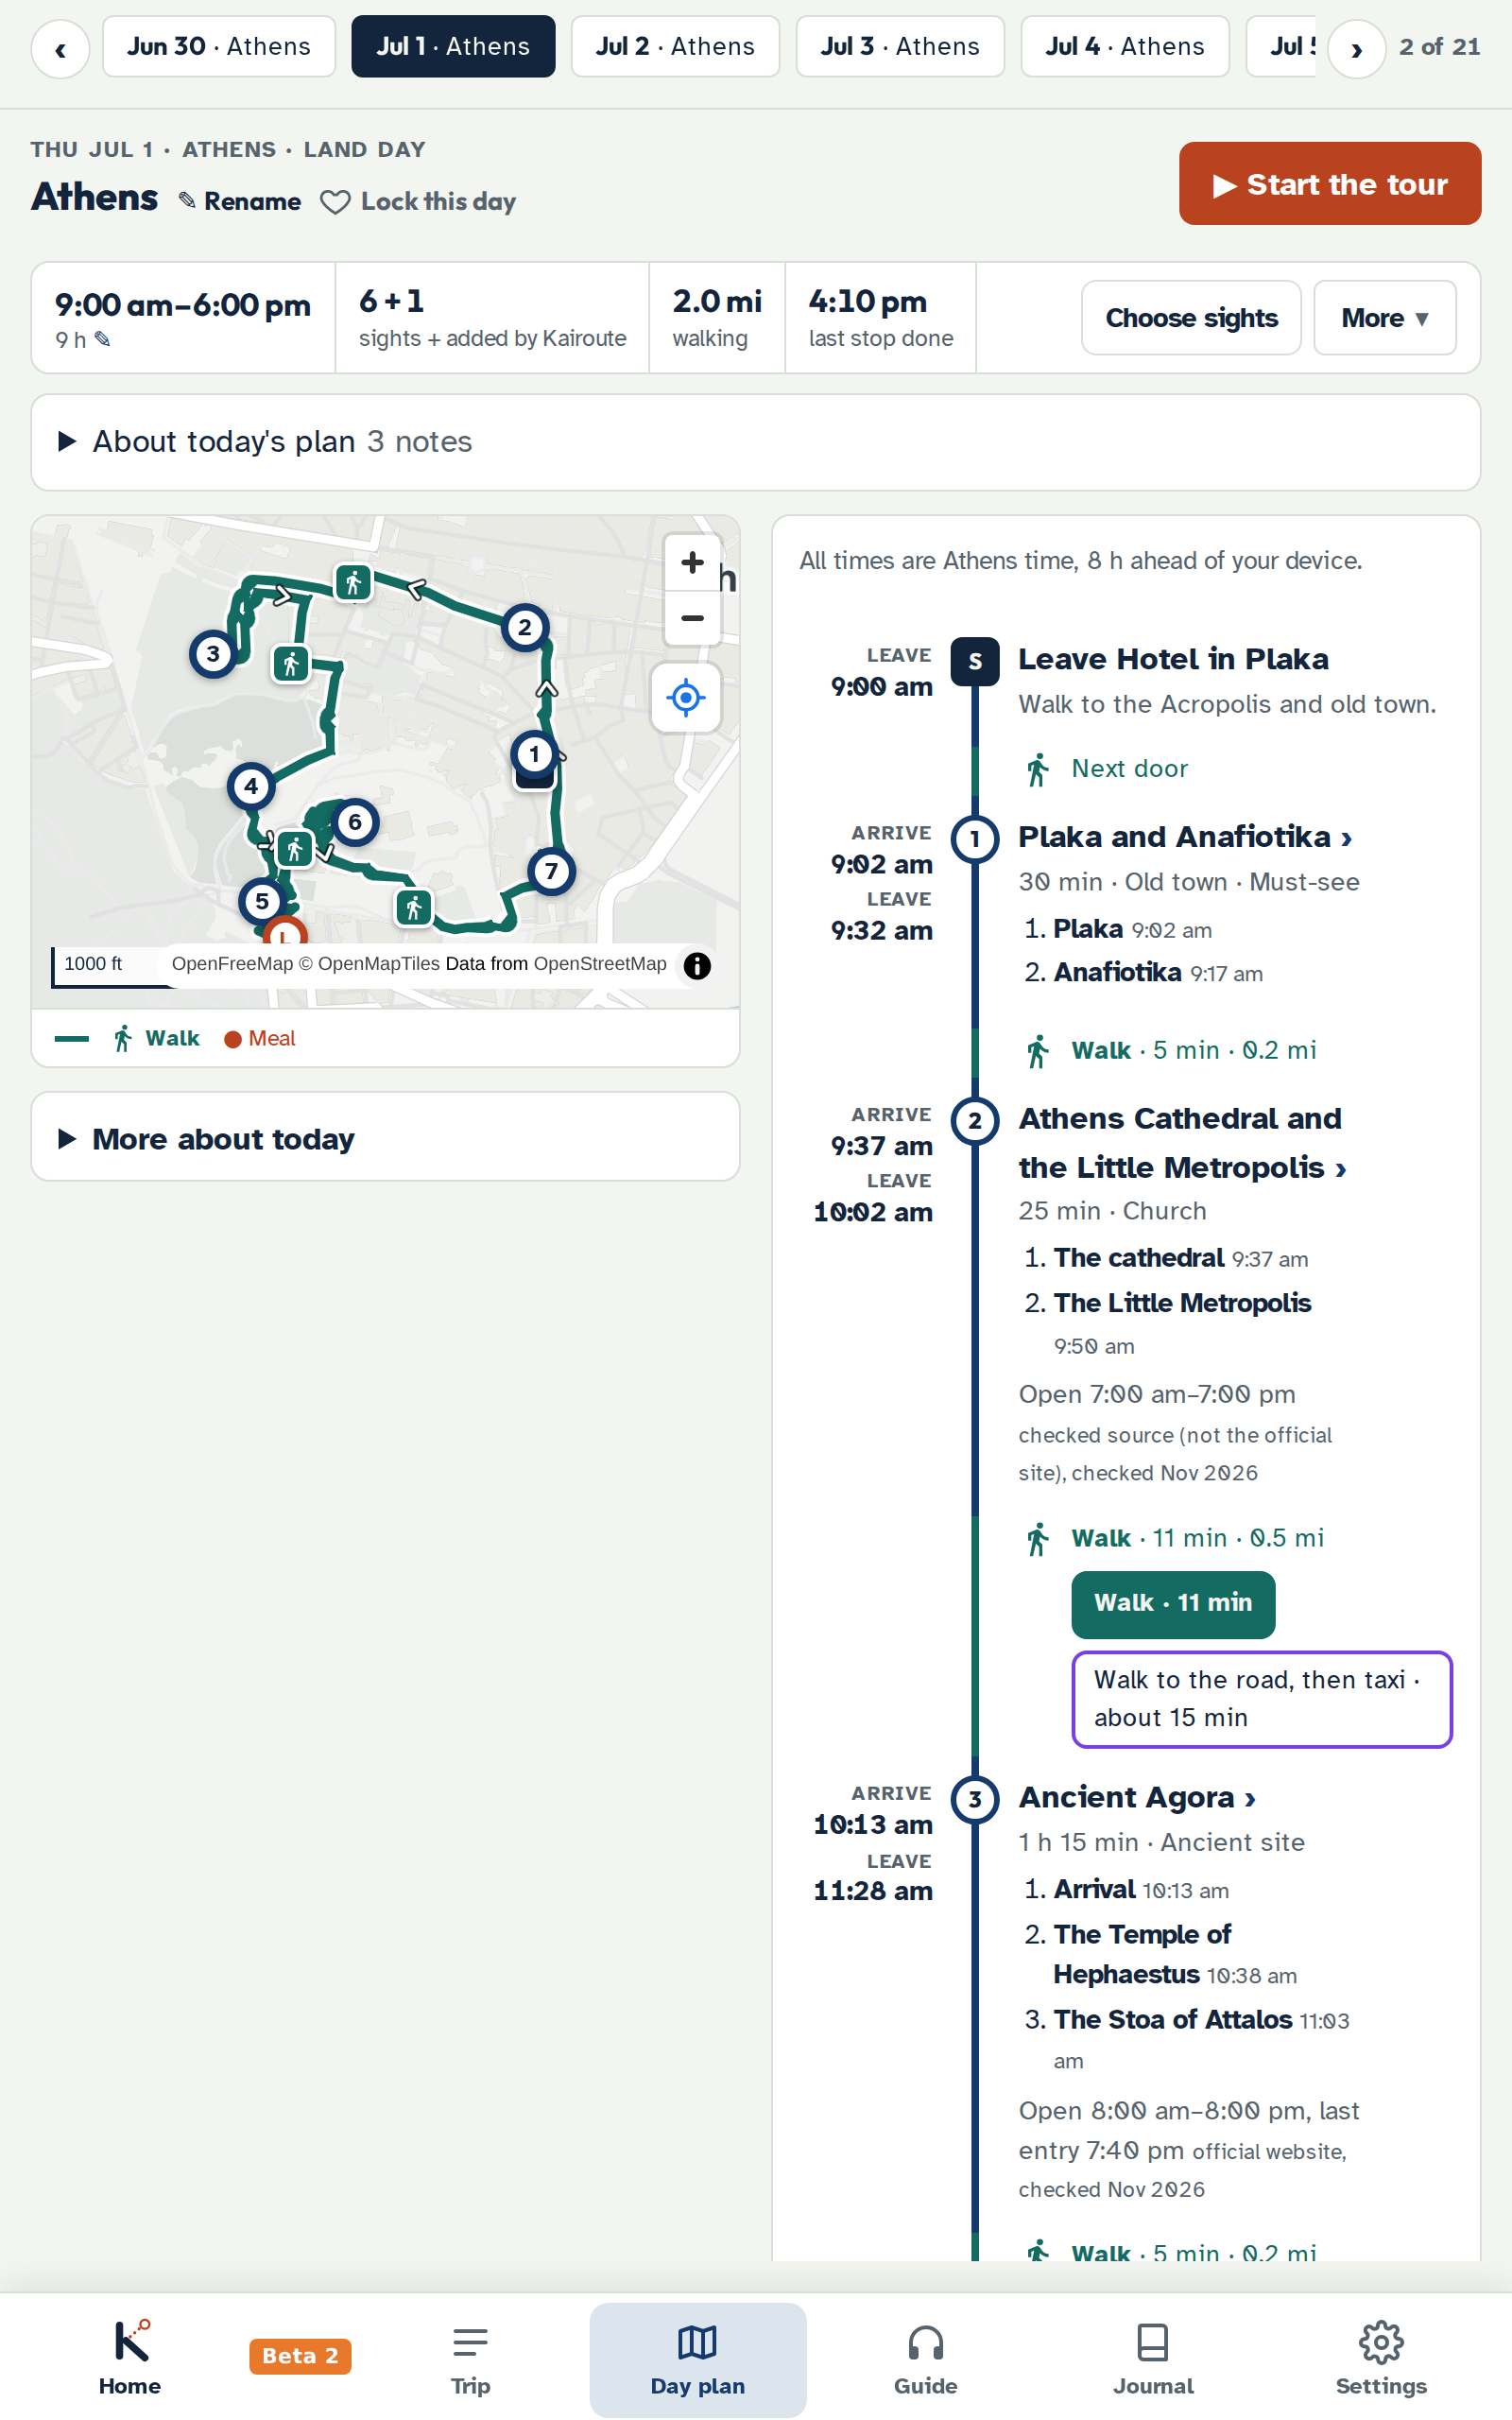 ‹
Jun 30 · Athens
Jul 1 · Athens
Jul 2 · Athens
Jul 3 · Athens
Jul 4 · Athens
Jul 5
›
2 of 21
THU JUL 1 · ATHENS · LAND DAY
Athens ✎ Rename Lock this day
▶ Start the tour
9:00 am–6:00 pm
9 h ✎
6 + 1
sights + added by Kairoute
2.0 mi
walking
4:10 pm
last stop done
Choose sights
More ▼
▶ About today's plan 3 notes
+
−
h
2
3
1
4
6
7
5
L
1000 ft
OpenFreeMap © OpenMapTiles Data from OpenStreetMap
Walk
Meal
▶ More about today
All times are Athens time, 8 h ahead of your device.
LEAVE
9:00 am
S
Leave Hotel in Plaka
Walk to the Acropolis and old town.
Next door
ARRIVE
9:02 am
LEAVE
9:32 am
1
Plaka and Anafiotika ›
30 min · Old town · Must-see
1. Plaka 9:02 am
2. Anafiotika 9:17 am
Walk · 5 min · 0.2 mi
ARRIVE
9:37 am
LEAVE
10:02 am
2
Athens Cathedral and
the Little Metropolis ›
25 min · Church
1. The cathedral 9:37 am
2. The Little Metropolis
9:50 am
Open 7:00 am–7:00 pm
checked source (not the official
site), checked Nov 2026
Walk · 11 min · 0.5 mi
Walk · 11 min
Walk to the road, then taxi ·
about 15 min
ARRIVE
10:13 am
LEAVE
11:28 am
3
Ancient Agora ›
1 h 15 min · Ancient site
1. Arrival 10:13 am
2. The Temple of
Hephaestus 10:38 am
3. The Stoa of Attalos 11:03
am
Open 8:00 am–8:00 pm, last
entry 7:40 pm official website,
checked Nov 2026
Walk · 5 min · 0.2 mi
Home
Beta 2
Trip
Day plan
Guide
Journal
Settings